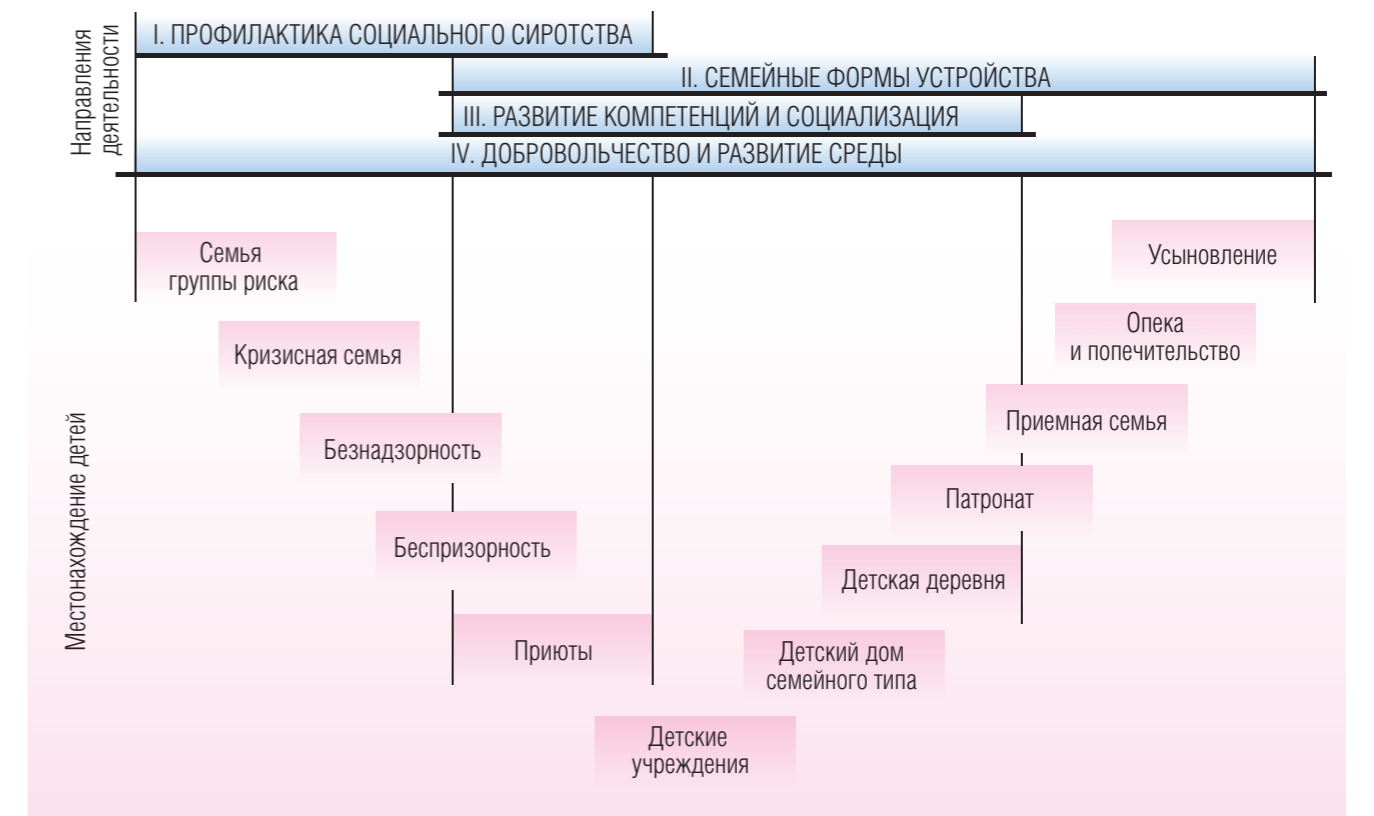 Направления
деятельности
I. ПРОФИЛАКТИКА СОЦИАЛЬНОГО СИРОТСТВА
II. СЕМЕЙНЫЕ ФОРМЫ УСТРОЙСТВА
III. РАЗВИТИЕ КОМПЕТЕНЦИЙ И СОЦИАЛИЗАЦИЯ
IV. ДОБРОВОЛЬЧЕСТВО И РАЗВИТИЕ СРЕДЫ
Местонахождение детей
Семья
группы риска
Кризисная семья
Безнадзорность
Беспризорность
Приюты
Детские
учреждения
Детский дом
семейного типа
Детская деревня
Патронат
Приемная семья
Опека
и попечительство
Усыновление